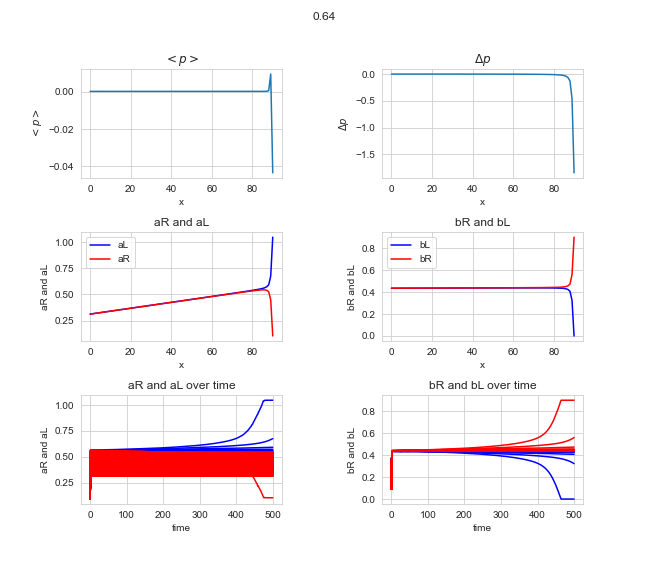 0.64
< p >
Δp
0.00
−0.02
−0.04
< p >
0 20 40 60 80
x
0.0
−0.5
−1.0
−1.5
Δp
0 20 40 60 80
x
aR and aL
bR and bL
1.00
0.75
0.50
0.25
aR and aL
aL
aR
0 20 40 60 80
x
0.8
0.6
0.4
0.2
0.0
bR and bL
bL
bR
0 20 40 60 80
x
aR and aL over time
bR and bL over time
1.00
0.75
0.50
0.25
aR and aL
0 100 200 300 400 500
time
0.8
0.6
0.4
0.2
0.0
bR and bL
0 100 200 300 400 500
time